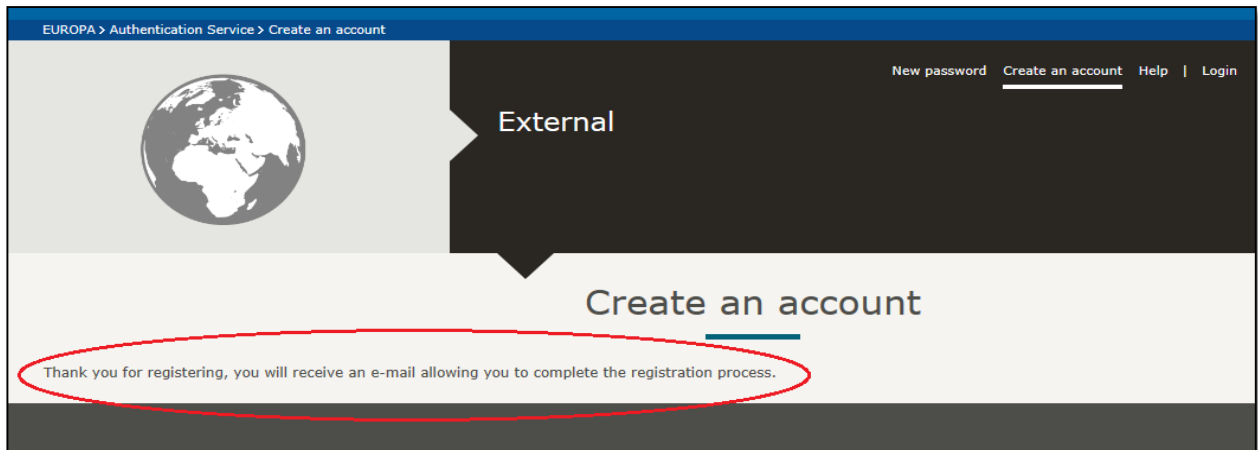 EUROPA > Authentication Service > Create an account
New password Create an account Help | Login
External
Create an account
Thank you for registering, you will receive an e-mail allowing you to complete the registration process.